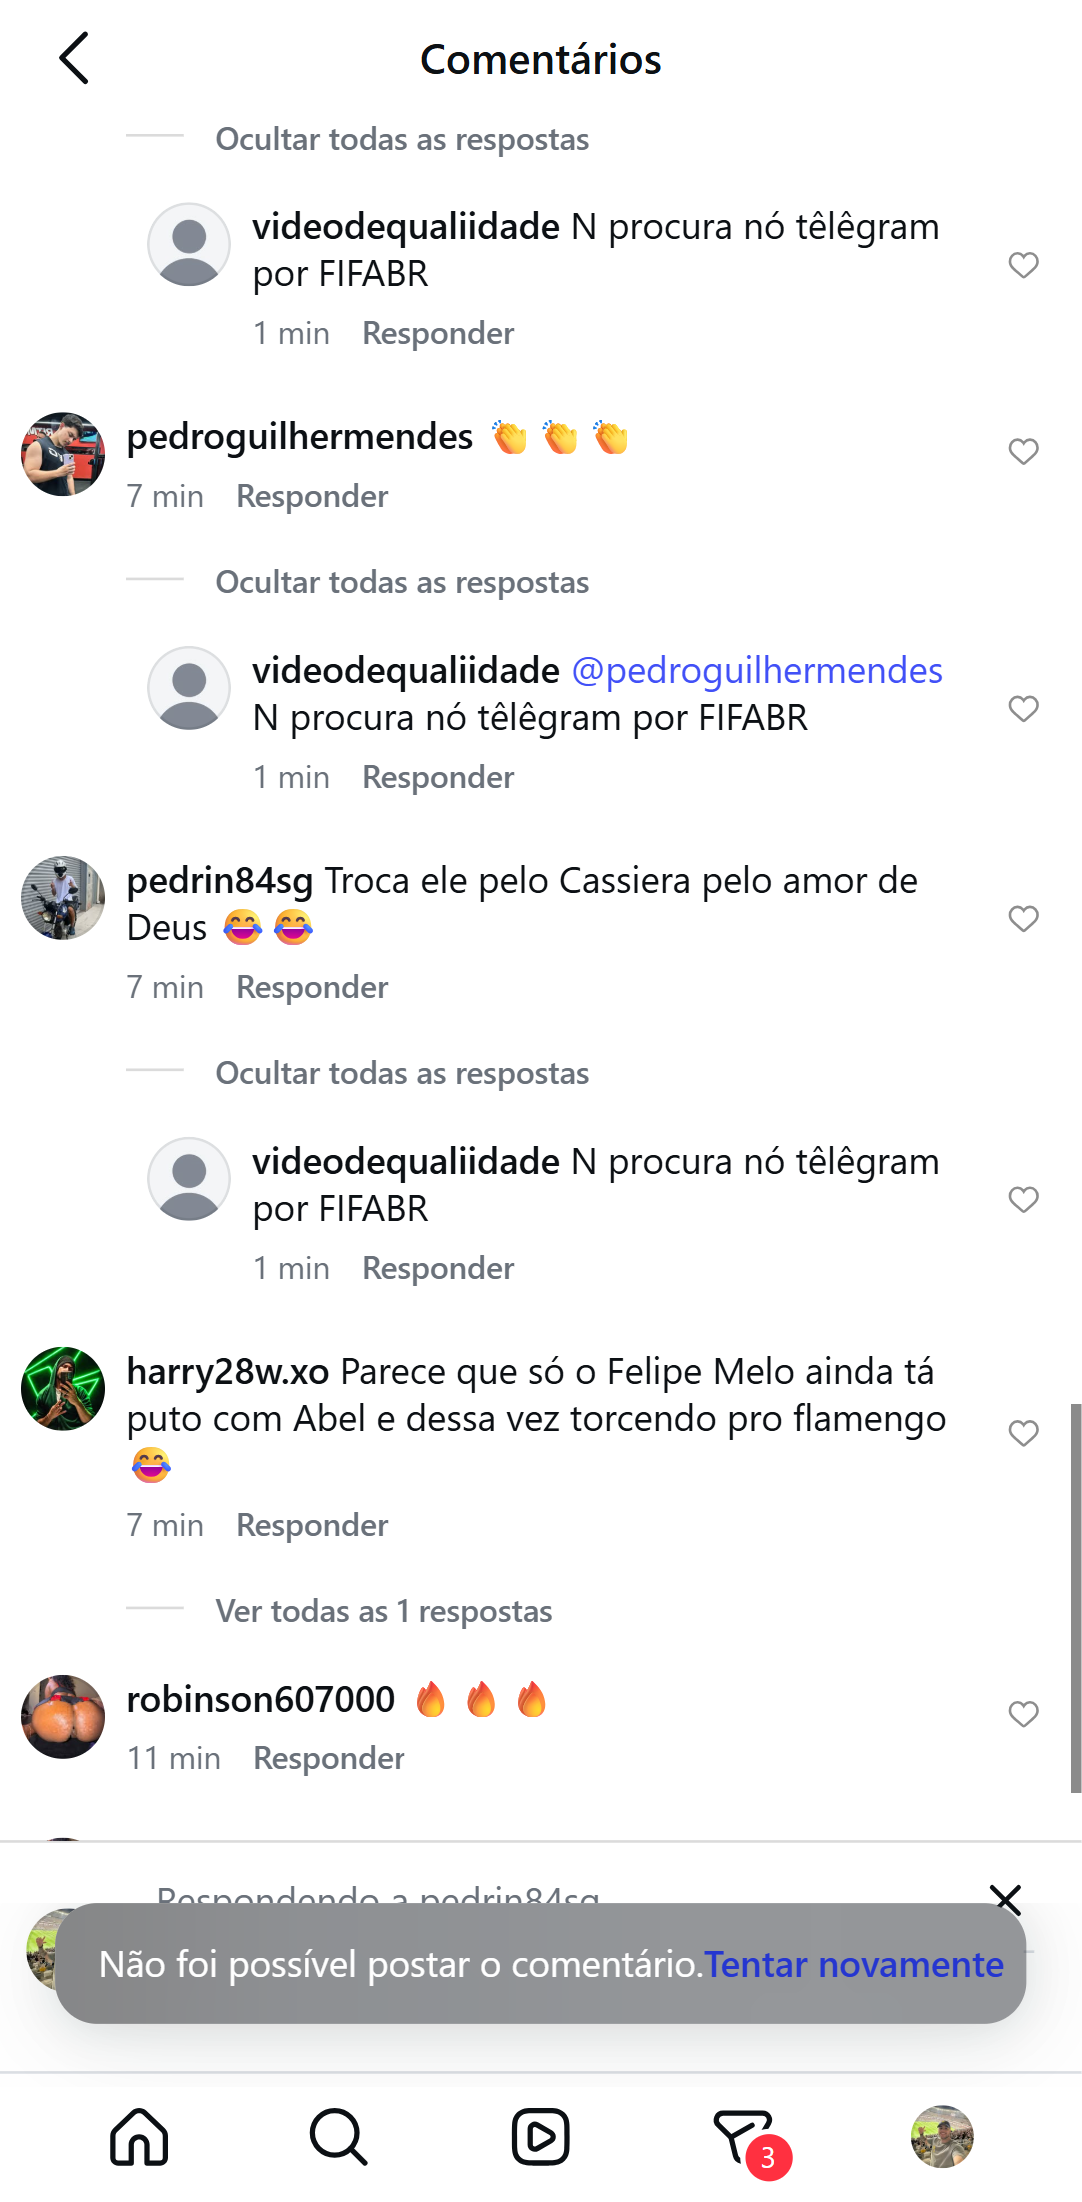 Comentários
Ocultar todas as respostas
videodequaliidade N procura nó têlêgram
por FIFABR
1 min Responder
pedroguilhermendes 👏👏👏
7 min Responder
Ocultar todas as respostas
videodequaliidade @pedroguilhermendes
N procura nó têlêgram por FIFABR
1 min Responder
pedrin84sg Troca ele pelo Cassiera pelo amor de
Deus 😂😂
7 min Responder
Ocultar todas as respostas
videodequaliidade N procura nó têlêgram
por FIFABR
1 min Responder
harry28w.xo Parece que só o Felipe Melo ainda tá
puto com Abel e dessa vez torcendo pro flamengo
😂
7 min Responder
Ver todas as 1 respostas
robinson607000 🔥🔥🔥
11 min Responder
Respondendo a pedrin84sg
Não foi possível postar o comentário.Tentar novamente
3